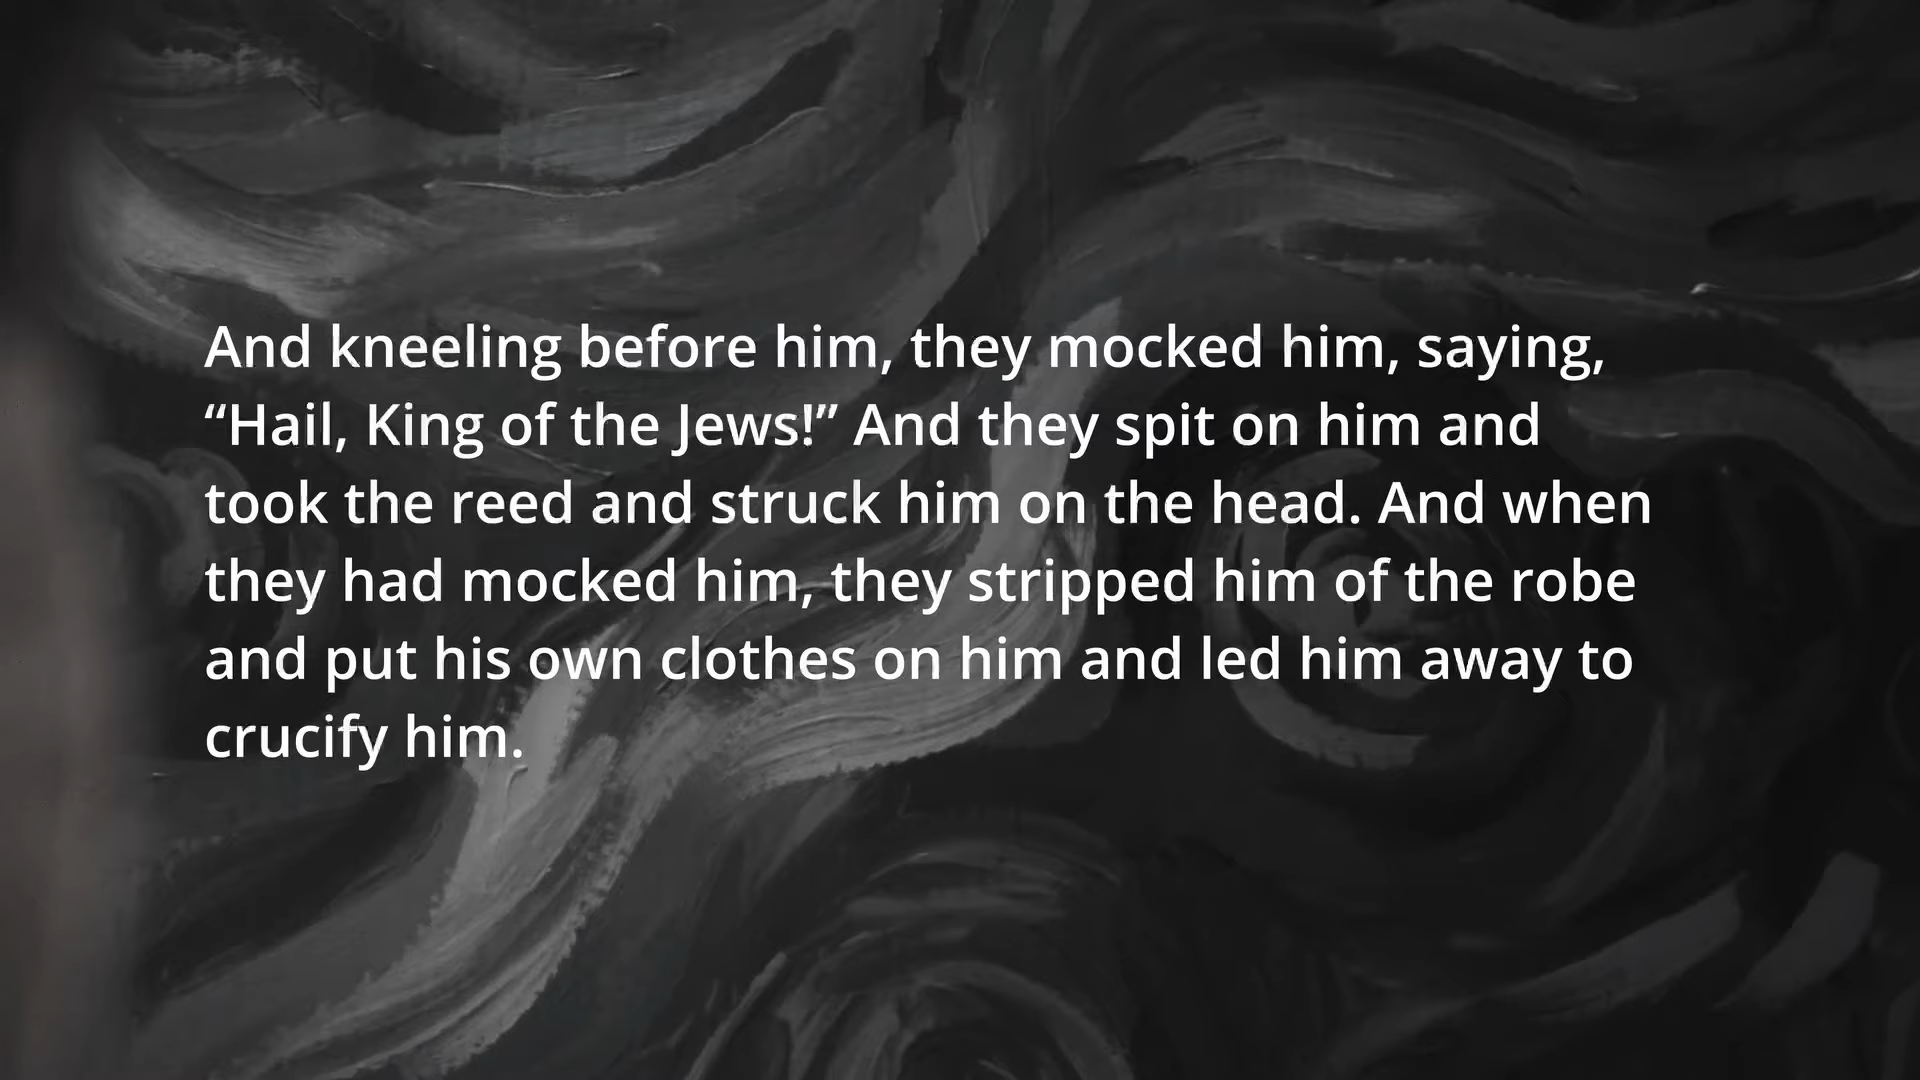 And kneeling before him, they mocked him, saying,
“Hail, King of the Jews!” And they spit on him and
took the reed and struck him on the head. And when
they had mocked him, they stripped him of the robe
and put his own clothes on him and led him away to
crucify him.